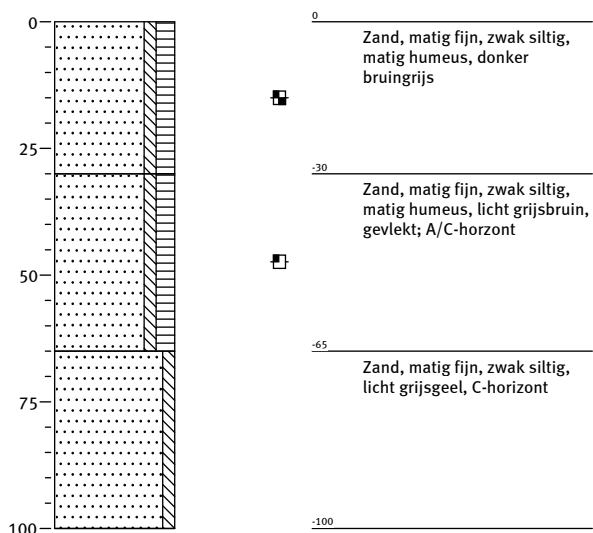 0
25
50
75
100
0
Zand, matig fijn, zwak siltig,
matig humeus, donker
bruingrijs
-30
Zand, matig fijn, zwak siltig,
matig humeus, licht grijsbruin,
gevlekt; A/C-horzont
-65
Zand, matig fijn, zwak siltig,
licht grijsgeel, C-horizont
-100